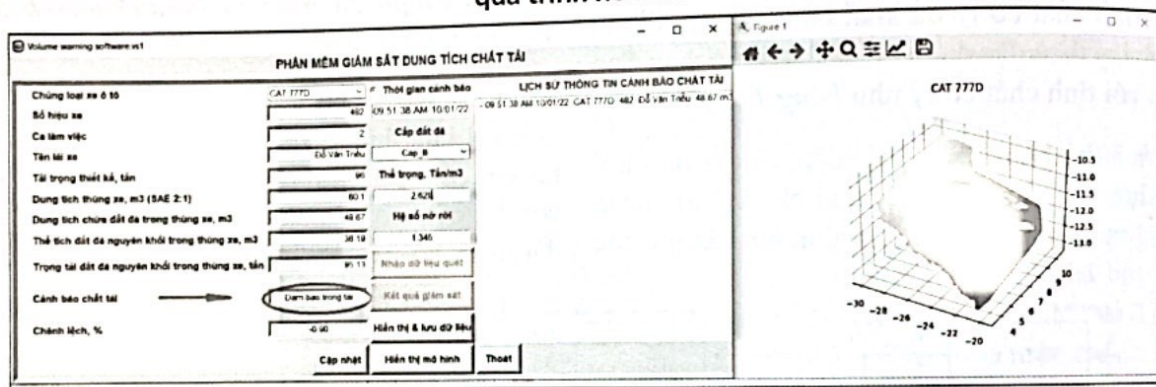 quá trình
Volume warning software vc1
PHẦN MỀM GIÁM SÁT DUNG TÍCH CHẤT TẢI
Chủng loại xe ô tô
CAT 777D
Thời gian cảnh báo
LỊCH SỬ THÔNG TIN CẢNH BÁO CHẤT TẢI
Số hiệu xe
482
09:51:38 AM 10/01/22
09:51:38 AM 10/01/22 CAT 777D 482 Đỗ Văn Triều 48.67 m
Ca làm việc
2
Cấp đất đá
Tên lái xe
Đỗ Văn Triều
Cap_B
Tải trọng thiết kế, tấn
Thể trọng, Tấn/m3
Dung tích thùng xe, m3 (SAE 2:1)
60.1
Dung tích chứa đất đá trong thùng xe, m3
48.67
Hệ số nở rời
Thể tích đất đá nguyên khối trong thùng xe, m3
36.18
1.345
Trọng tải đất đá nguyên khối trong thùng xe, tấn
95.11
Nhập dữ liệu quét
Cảnh báo chất tải
Đảm bảo trọng tải
Kết quả giám sát
Chênh lệch, %
-0.90
Hiển thị & lưu dữ liệu
Cập nhật
Hiển thị mô hình
Thoát
Figure 1
CAT 777D
-10.5
-11.0
-11.5
-12.0
-12.5
-13.0
10
9
8
7
6
5
4
-30
-28
-26
-24
-22
-20